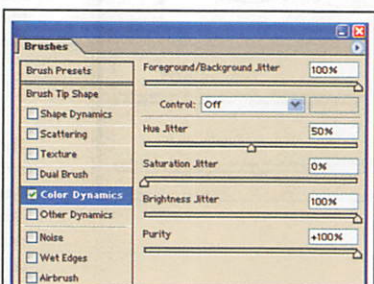 Brushes
Brush Presets
Brush Tip Shape
Shape Dynamics
Scattering
Texture
Dual Brush
Color Dynamics
Other Dynamics
Noise
Wet Edges
Airbrush
Foreground/Background Jitter 100%
Control: Off
Hue Jitter 50%
Saturation Jitter 0%
Brightness Jitter 100%
Purity +100%